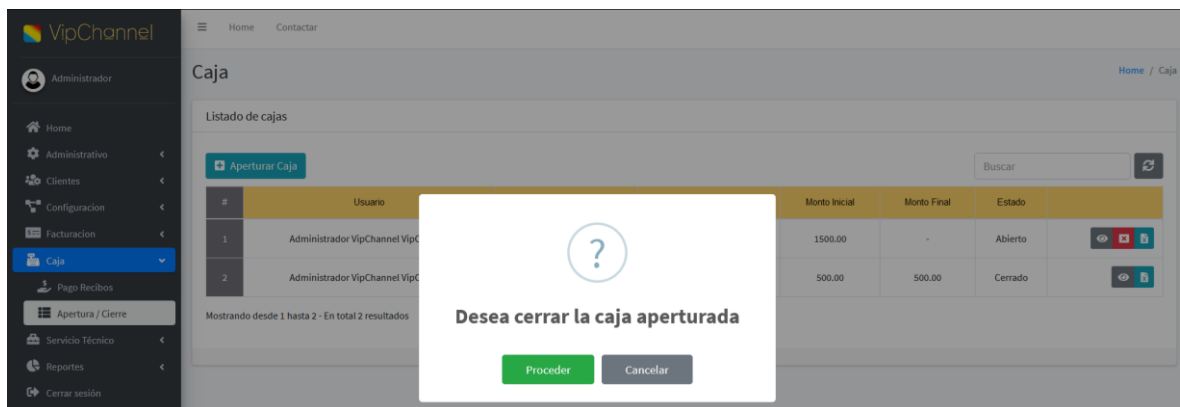 VipChannel
Home Contactar
Administrador
Caja
Home / Caja
Home
Administrativo
Clientes
Configuracion
Facturacion
Caja
Pago Recibos
Apertura / Cierre
Servicio Técnico
Reportes
Cerrar sesión
Listado de cajas
Aperturar Caja
Buscar
# Usuario Monto Inicial Monto Final Estado
1 Administrador VipChannel VipC 1500.00 - Abierto
2 Administrador VipChannel VipC 500.00 500.00 Cerrado
Mostrando desde 1 hasta 2 - En total 2 resultados
?
Desea cerrar la caja aperturada
Proceder Cancelar